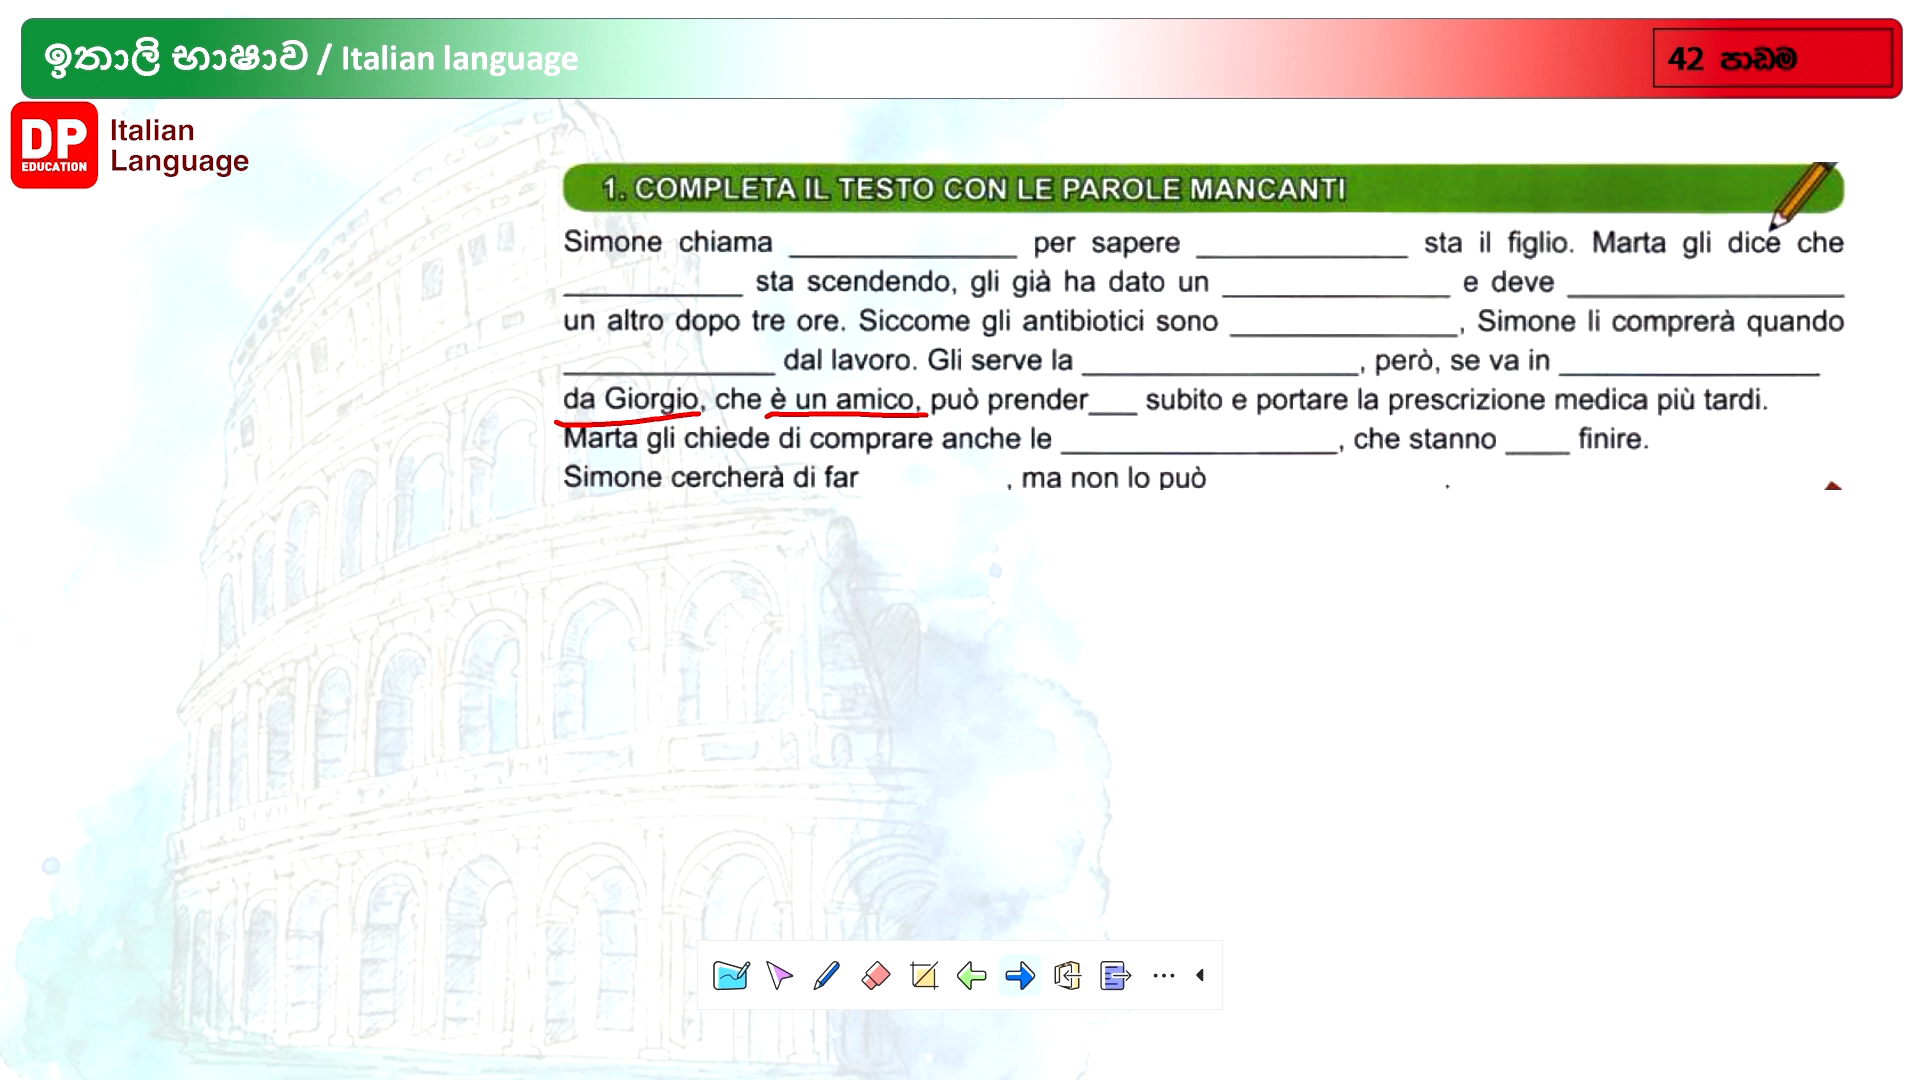 ඉතාලි භාෂාව / Italian language
42 පාඩම
DP
EDUCATION
Italian
Language
1. COMPLETA IL TESTO CON LE PAROLE MANCANTI
Simone chiama ______________ per sapere _____________ sta il figlio. Marta gli dice che
___________ sta scendendo, gli già ha dato un ______________ e deve _________________
un altro dopo tre ore. Siccome gli antibiotici sono ______________, Simone li comprerà quando
_____________ dal lavoro. Gli serve la _________________, però, se va in ________________
da Giorgio, che è un amico, può prender___ subito e portare la prescrizione medica più tardi.
Marta gli chiede di comprare anche le _________________, che stanno ____ finire.
Simone cercherà di far , ma non lo può .